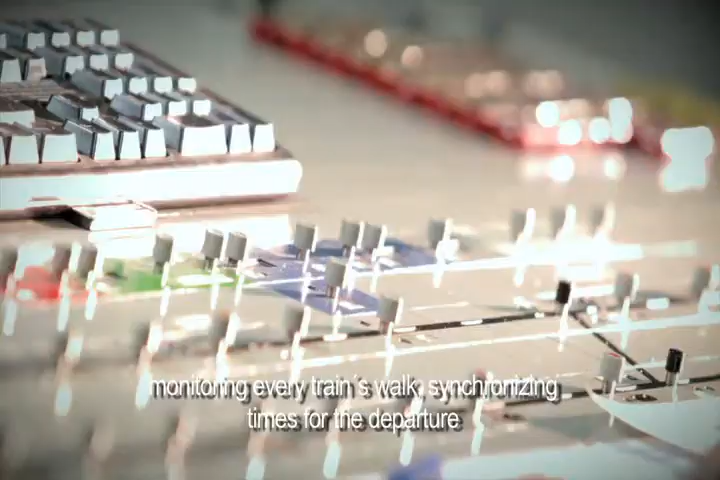 monitoring every train´s walk, synchronizing
times for the departure